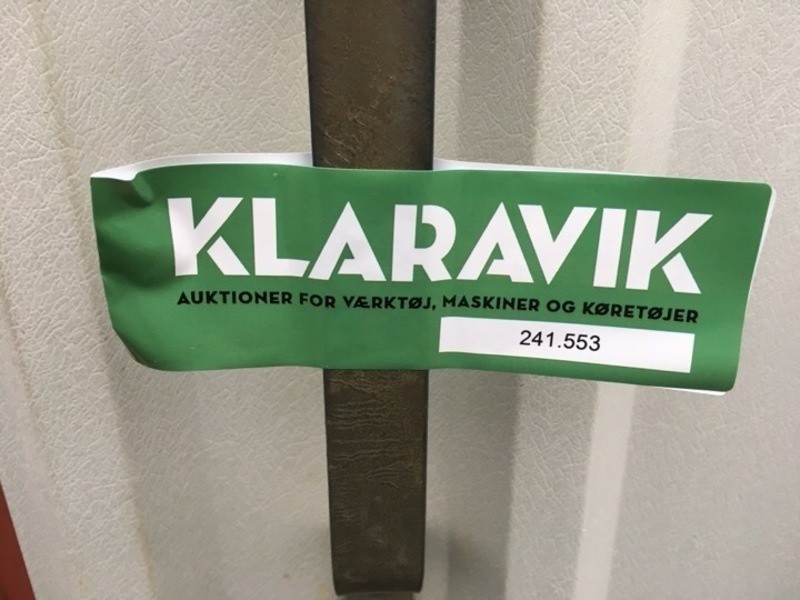 KLARAVIK
AUKTIONER FOR VÆRKTØJ, MASKINER OG KØRETØJER
241.553